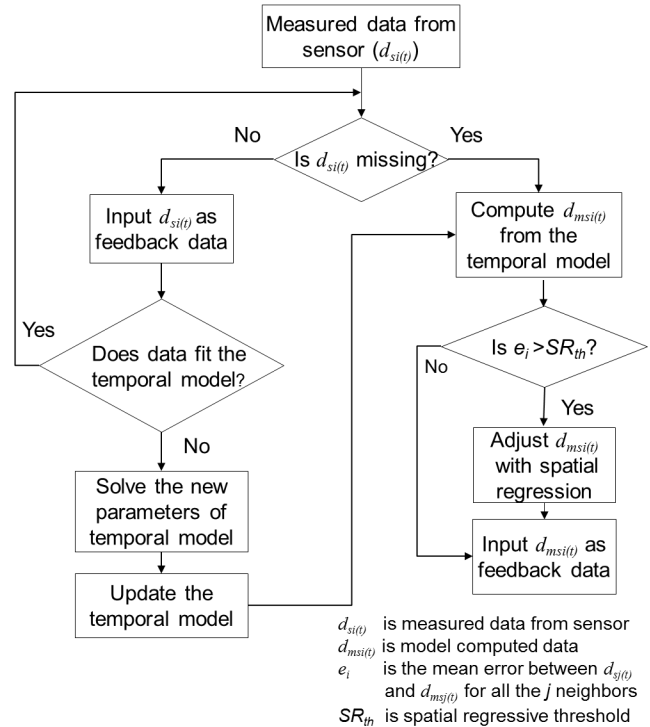 Measured data from
sensor (dsi(t))
No
Yes
Is dsi(t) missing?
Input dsi(t) as
feedback data
Compute dmsi(t)
from the
temporal model
Yes
Does data fit the
temporal model?
Is ei >SRth?
No
Yes
No
Adjust dmsi(t)
with spatial
regression
Solve the new
parameters of
temporal model
Input dmsi(t) as
feedback data
Update the
temporal model
dsi(t) is measured data from sensor
dmsi(t) is model computed data
ei is the mean error between dsj(t)
and dmsj(t) for all the j neighbors
SRth is spatial regressive threshold